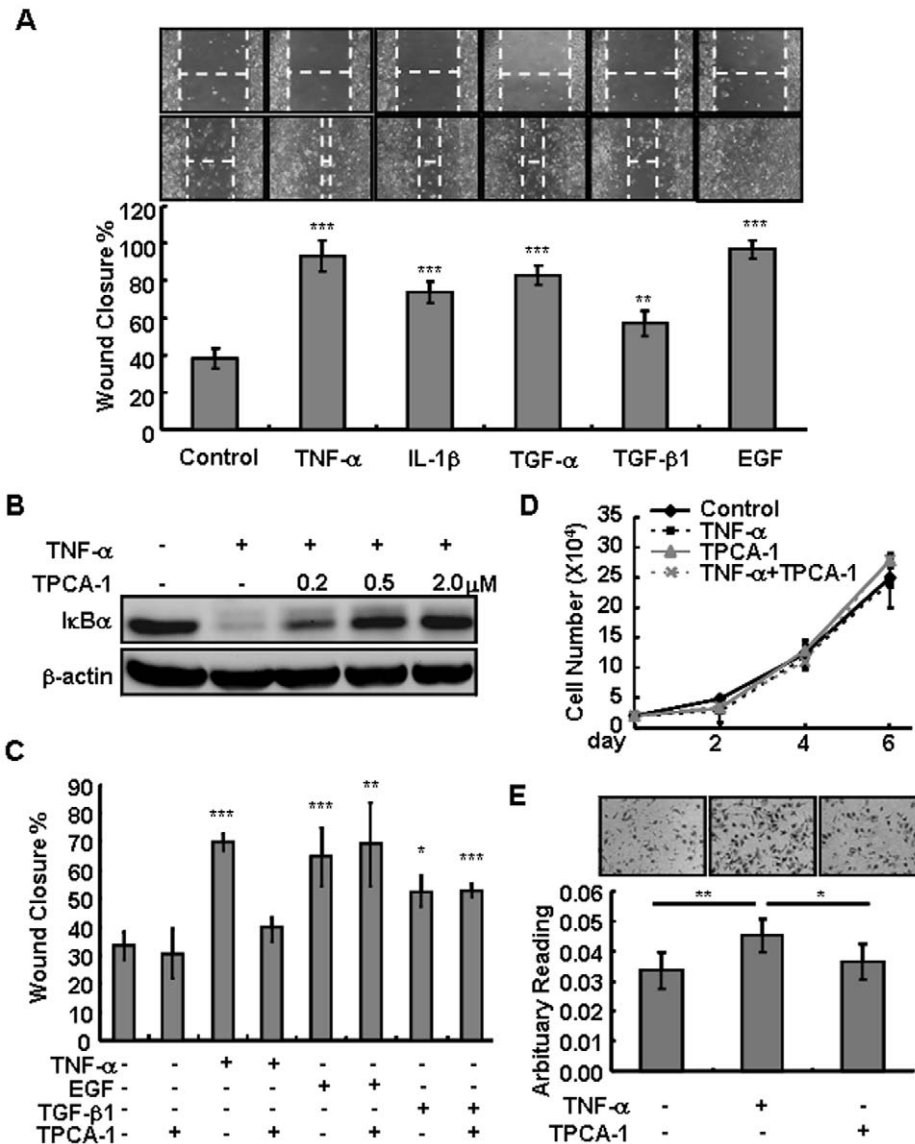 A
120
100
80
60
40
20
0
Wound Closure %
***
***
***
**
***
Control TNF-α IL-1β TGF-α TGF-β1 EGF
B
TNF-α - + + + +
TPCA-1 - - 0.2 0.5 2.0μM
IκBα
β-actin
C
90
80
70
60
50
40
30
20
10
0
Wound Closure %
***
***
**
*
***
TNF-α - - + + - - - -
EGF - - - - + + - -
TGF-β1 - - - - - - + +
TPCA-1 - + - + - + - +
D
Control
TNF-α
TPCA-1
TNF-α+TPCA-1
35
30
25
20
15
10
5
0
Cell Number (X10⁴)
day 2 4 6
E
0.06
0.05
0.04
0.03
0.02
0.01
0.00
Arbituary Reading
**
*
TNF-α - + -
TPCA-1 - - +